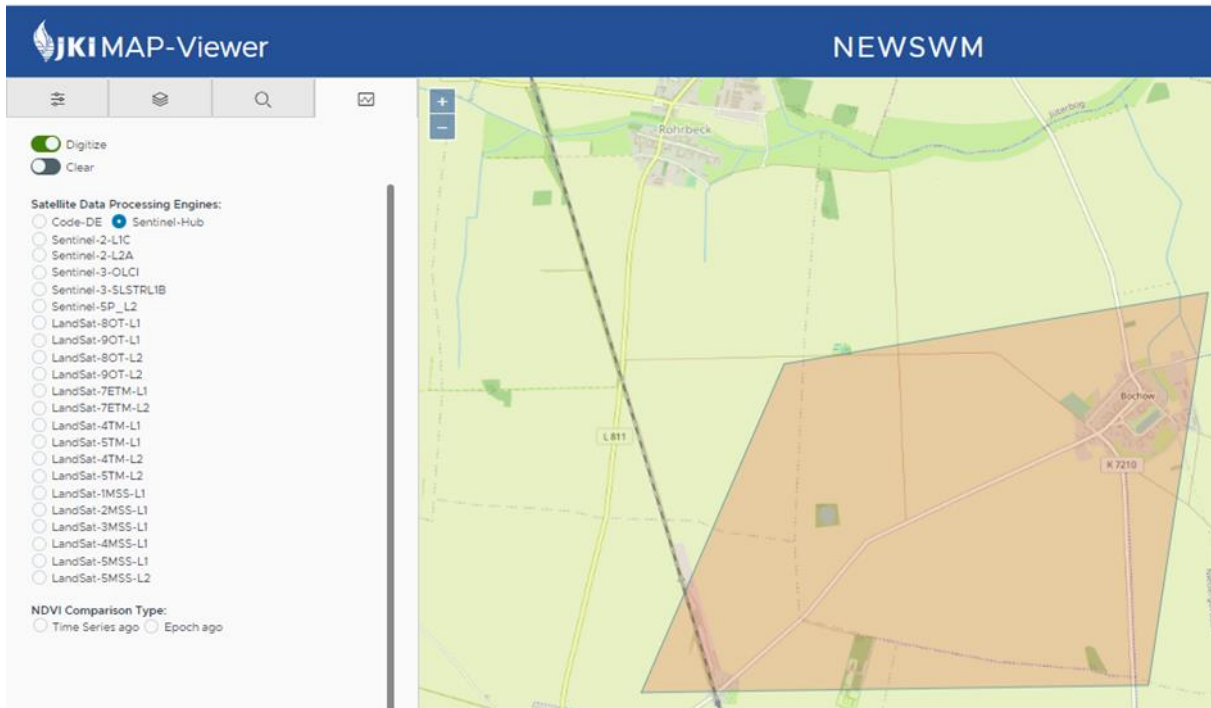 JKI MAP-Viewer
NEWSWM
Digitize
Clear
Satellite Data Processing Engines:
Code-DE Sentinel-Hub
Sentinel-2-L1C
Sentinel-2-L2A
Sentinel-3-OLCI
Sentinel-3-SLSTRL1B
Sentinel-5P_L2
LandSat-8OT-L1
LandSat-9OT-L1
LandSat-8OT-L2
LandSat-9OT-L2
LandSat-7ETM-L1
LandSat-7ETM-L2
LandSat-4TM-L1
LandSat-5TM-L1
LandSat-4TM-L2
LandSat-5TM-L2
LandSat-1MSS-L1
LandSat-2MSS-L1
LandSat-3MSS-L1
LandSat-4MSS-L1
LandSat-5MSS-L1
LandSat-5MSS-L2
NDVI Comparison Type:
Time Series ago Epoch ago
+
−
Rohrbeck
Jüterbog
Bochow
L 811
K 7210